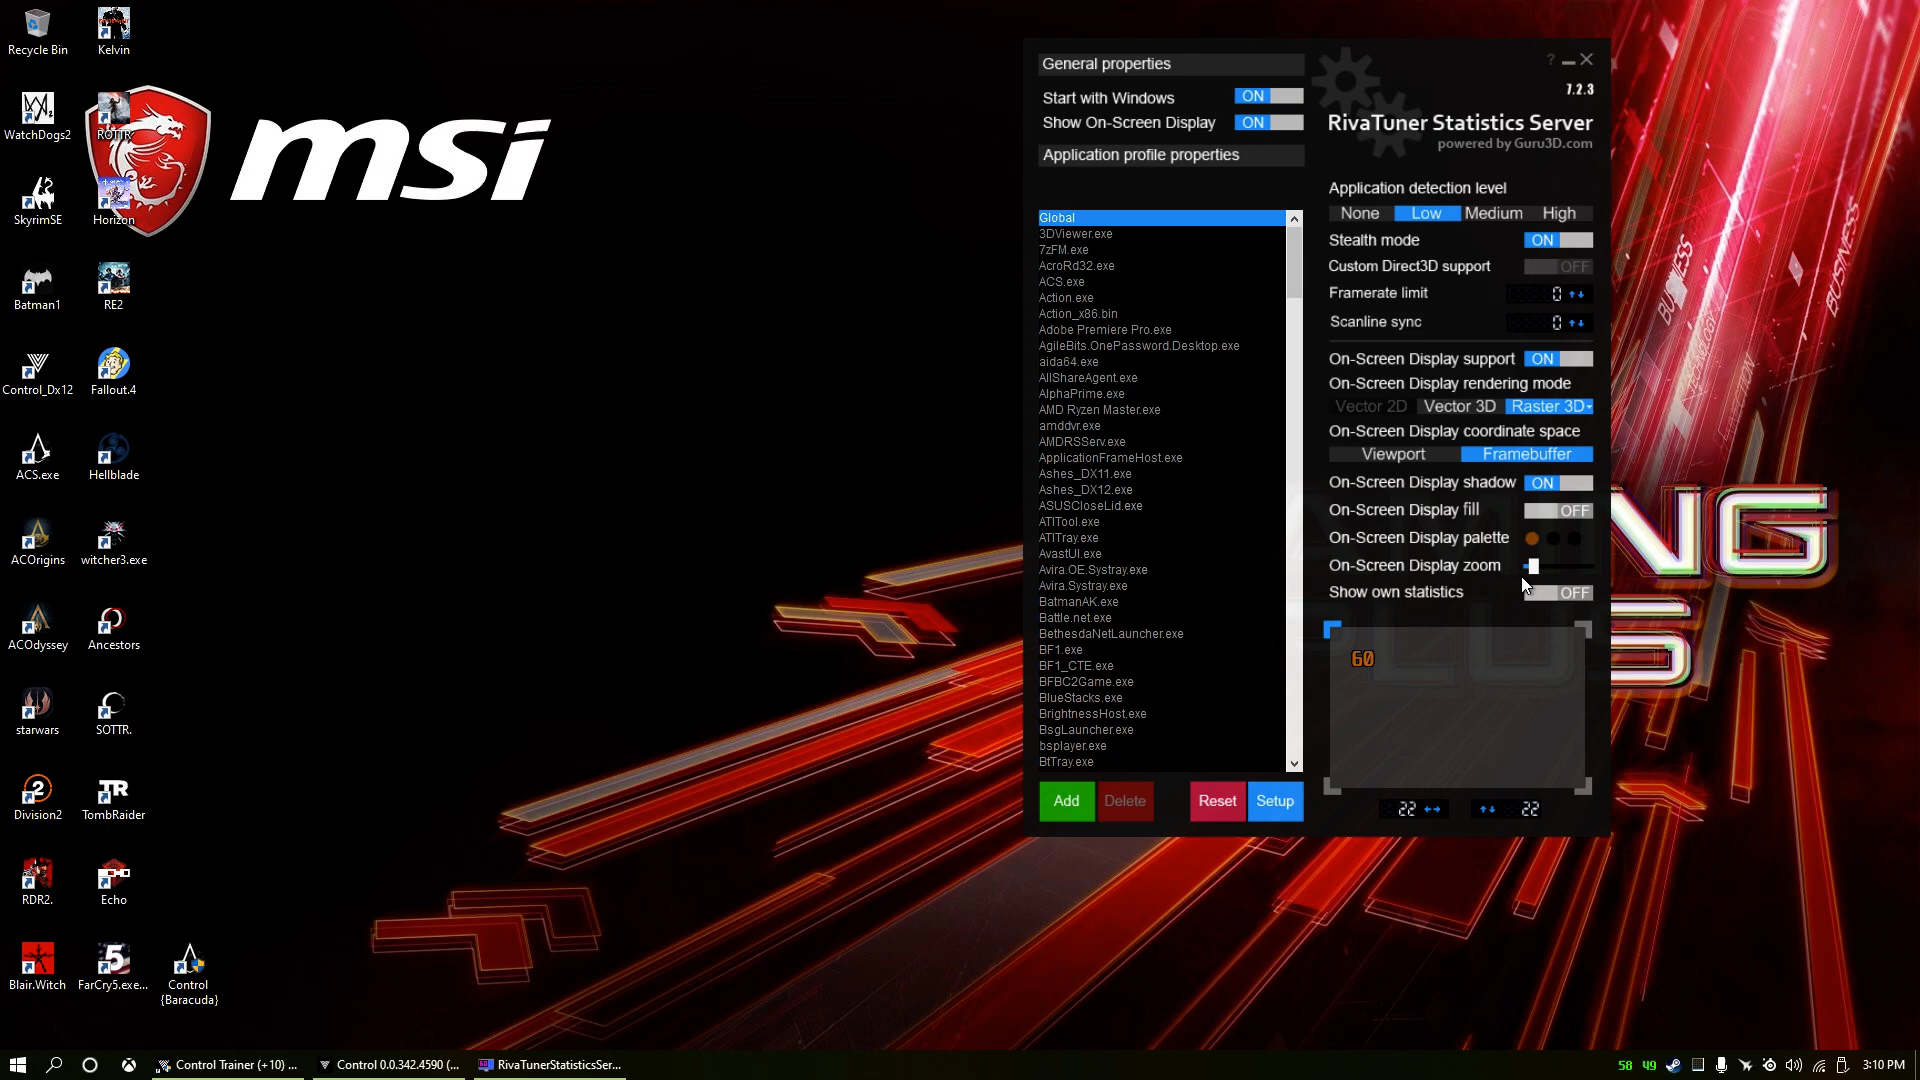 Recycle Bin
Kelvin
WatchDogs2
ROTTR
SkyrimSE
Horizon
Batman1
RE2
Control_Dx12
Fallout.4
ACS.exe
Hellblade
ACOrigins
witcher3.exe
ACOdyssey
Ancestors
starwars
SOTTR.
Division2
TombRaider
RDR2.
Echo
Blair.Witch
FarCry5.exe...
Control
{Baracuda}
msi
General properties
Start with Windows ON
Show On-Screen Display ON
Application profile properties
Global
3DViewer.exe
7zFM.exe
AcroRd32.exe
ACS.exe
Action.exe
Action_x86.bin
Adobe Premiere Pro.exe
AgileBits.OnePassword.Desktop.exe
aida64.exe
AllShareAgent.exe
AlphaPrime.exe
AMD Ryzen Master.exe
amddvr.exe
AMDRSServ.exe
ApplicationFrameHost.exe
Ashes_DX11.exe
Ashes_DX12.exe
ASUSCloseLid.exe
ATITool.exe
ATITray.exe
AvastUI.exe
Avira.OE.Systray.exe
Avira.Systray.exe
BatmanAK.exe
Battle.net.exe
BethesdaNetLauncher.exe
BF1.exe
BF1_CTE.exe
BFBC2Game.exe
BlueStacks.exe
BrightnessHost.exe
BsgLauncher.exe
bsplayer.exe
BtTray.exe
Add Delete Reset Setup
?
7.2.3
RivaTuner Statistics Server
powered by Guru3D.com
Application detection level
None Low Medium High
Stealth mode ON
Custom Direct3D support OFF
Framerate limit 0
Scanline sync 0
On-Screen Display support ON
On-Screen Display rendering mode
Vector 2D Vector 3D Raster 3D
On-Screen Display coordinate space
Viewport Framebuffer
On-Screen Display shadow ON
On-Screen Display fill OFF
On-Screen Display palette
On-Screen Display zoom
Show own statistics OFF
60
22 22
BUSINESS
BUSINESS
Control Trainer (+10) ...
Control 0.0.342.4590 (...
RivaTunerStatisticsSer...
58 49
3:10 PM